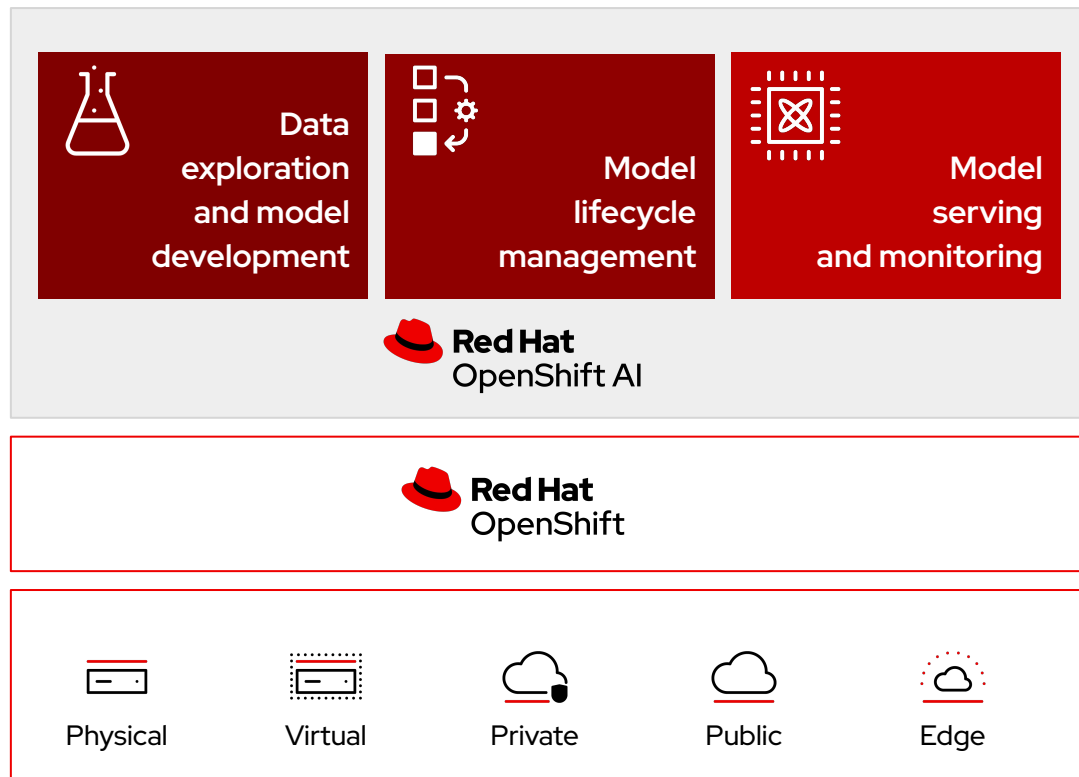 Data
exploration
and model
development
Model
lifecycle
management
Model
serving
and monitoring
Red Hat
OpenShift AI
Red Hat
OpenShift
Physical
Virtual
Private
Public
Edge